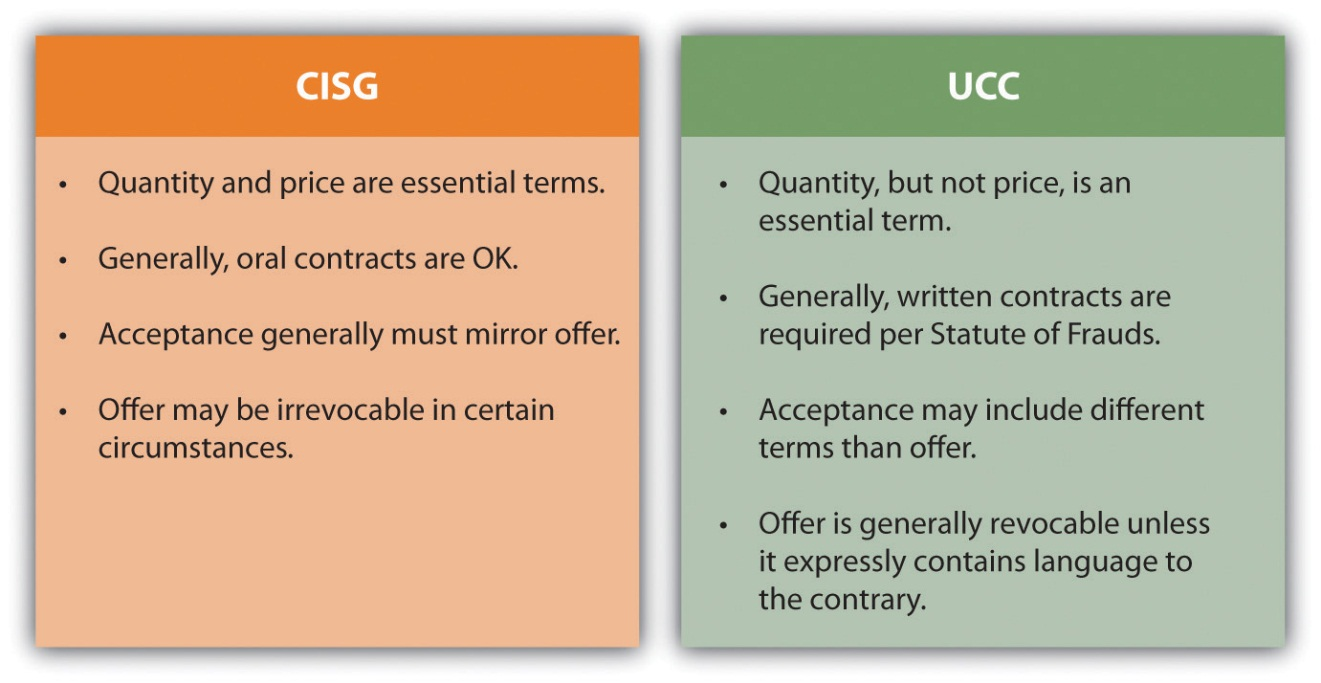 CISG
• Quantity and price are essential terms.
• Generally, oral contracts are OK.
• Acceptance generally must mirror offer.
• Offer may be irrevocable in certain
circumstances.
UCC
• Quantity, but not price, is an
essential term.
• Generally, written contracts are
required per Statute of Frauds.
• Acceptance may include different
terms than offer.
• Offer is generally revocable unless
it expressly contains language to
the contrary.